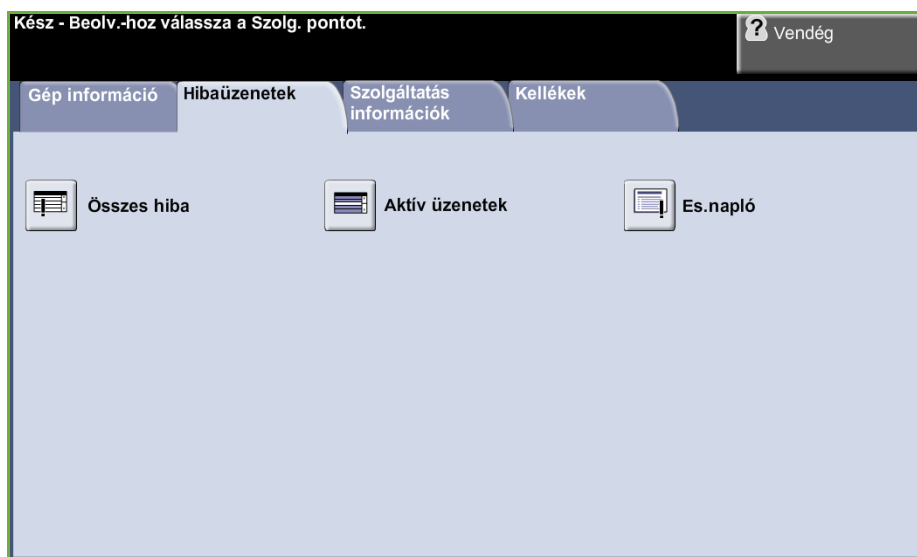 Kész - Beolv.-hoz válassza a Szolg. pontot.
Vendég
Gép információ
Hibaüzenetek
Szolgáltatás
információk
Kellékek
Összes hiba
Aktív üzenetek
Es.napló